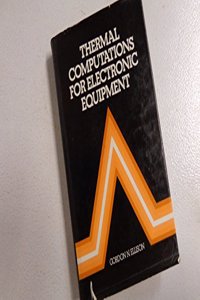 THERMAL
COMPUTATIONS
FOR ELECTRONIC
EQUIPMENT
GORDON N. ELLISON